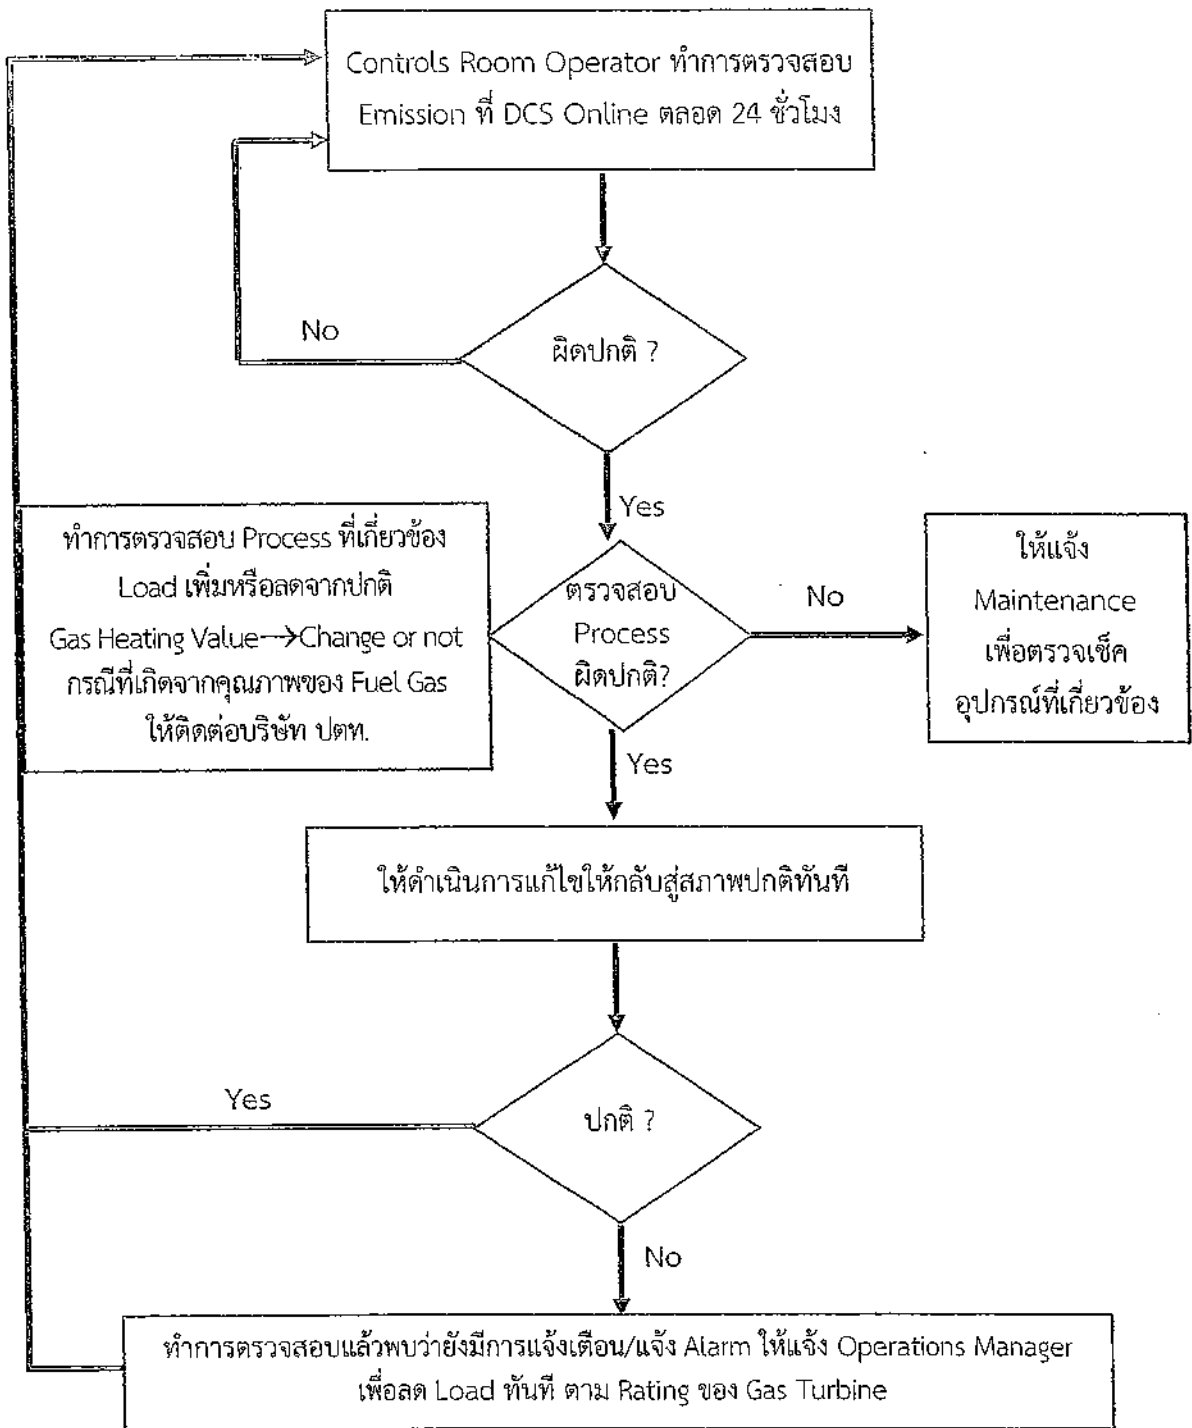 Controls Room Operator ทำการตรวจสอบ
Emission ที่ DCS Online ตลอด 24 ชั่วโมง
No
ผิดปกติ ?
Yes
ทำการตรวจสอบ Process ที่เกี่ยวข้อง
Load เพิ่มหรือลดจากปกติ
Gas Heating Value→Change or not
กรณีที่เกิดจากคุณภาพของ Fuel Gas
ให้ติดต่อบริษัท ปตท.
ตรวจสอบ
Process
ผิดปกติ?
No
ให้แจ้ง
Maintenance
เพื่อตรวจเช็ค
อุปกรณ์ที่เกี่ยวข้อง
Yes
ให้ดำเนินการแก้ไขให้กลับสู่สภาพปกติทันที
Yes
ปกติ ?
No
ทำการตรวจสอบแล้วพบว่ายังมีการแจ้งเตือน/แจ้ง Alarm ให้แจ้ง Operations Manager
เพื่อลด Load ทันที ตาม Rating ของ Gas Turbine